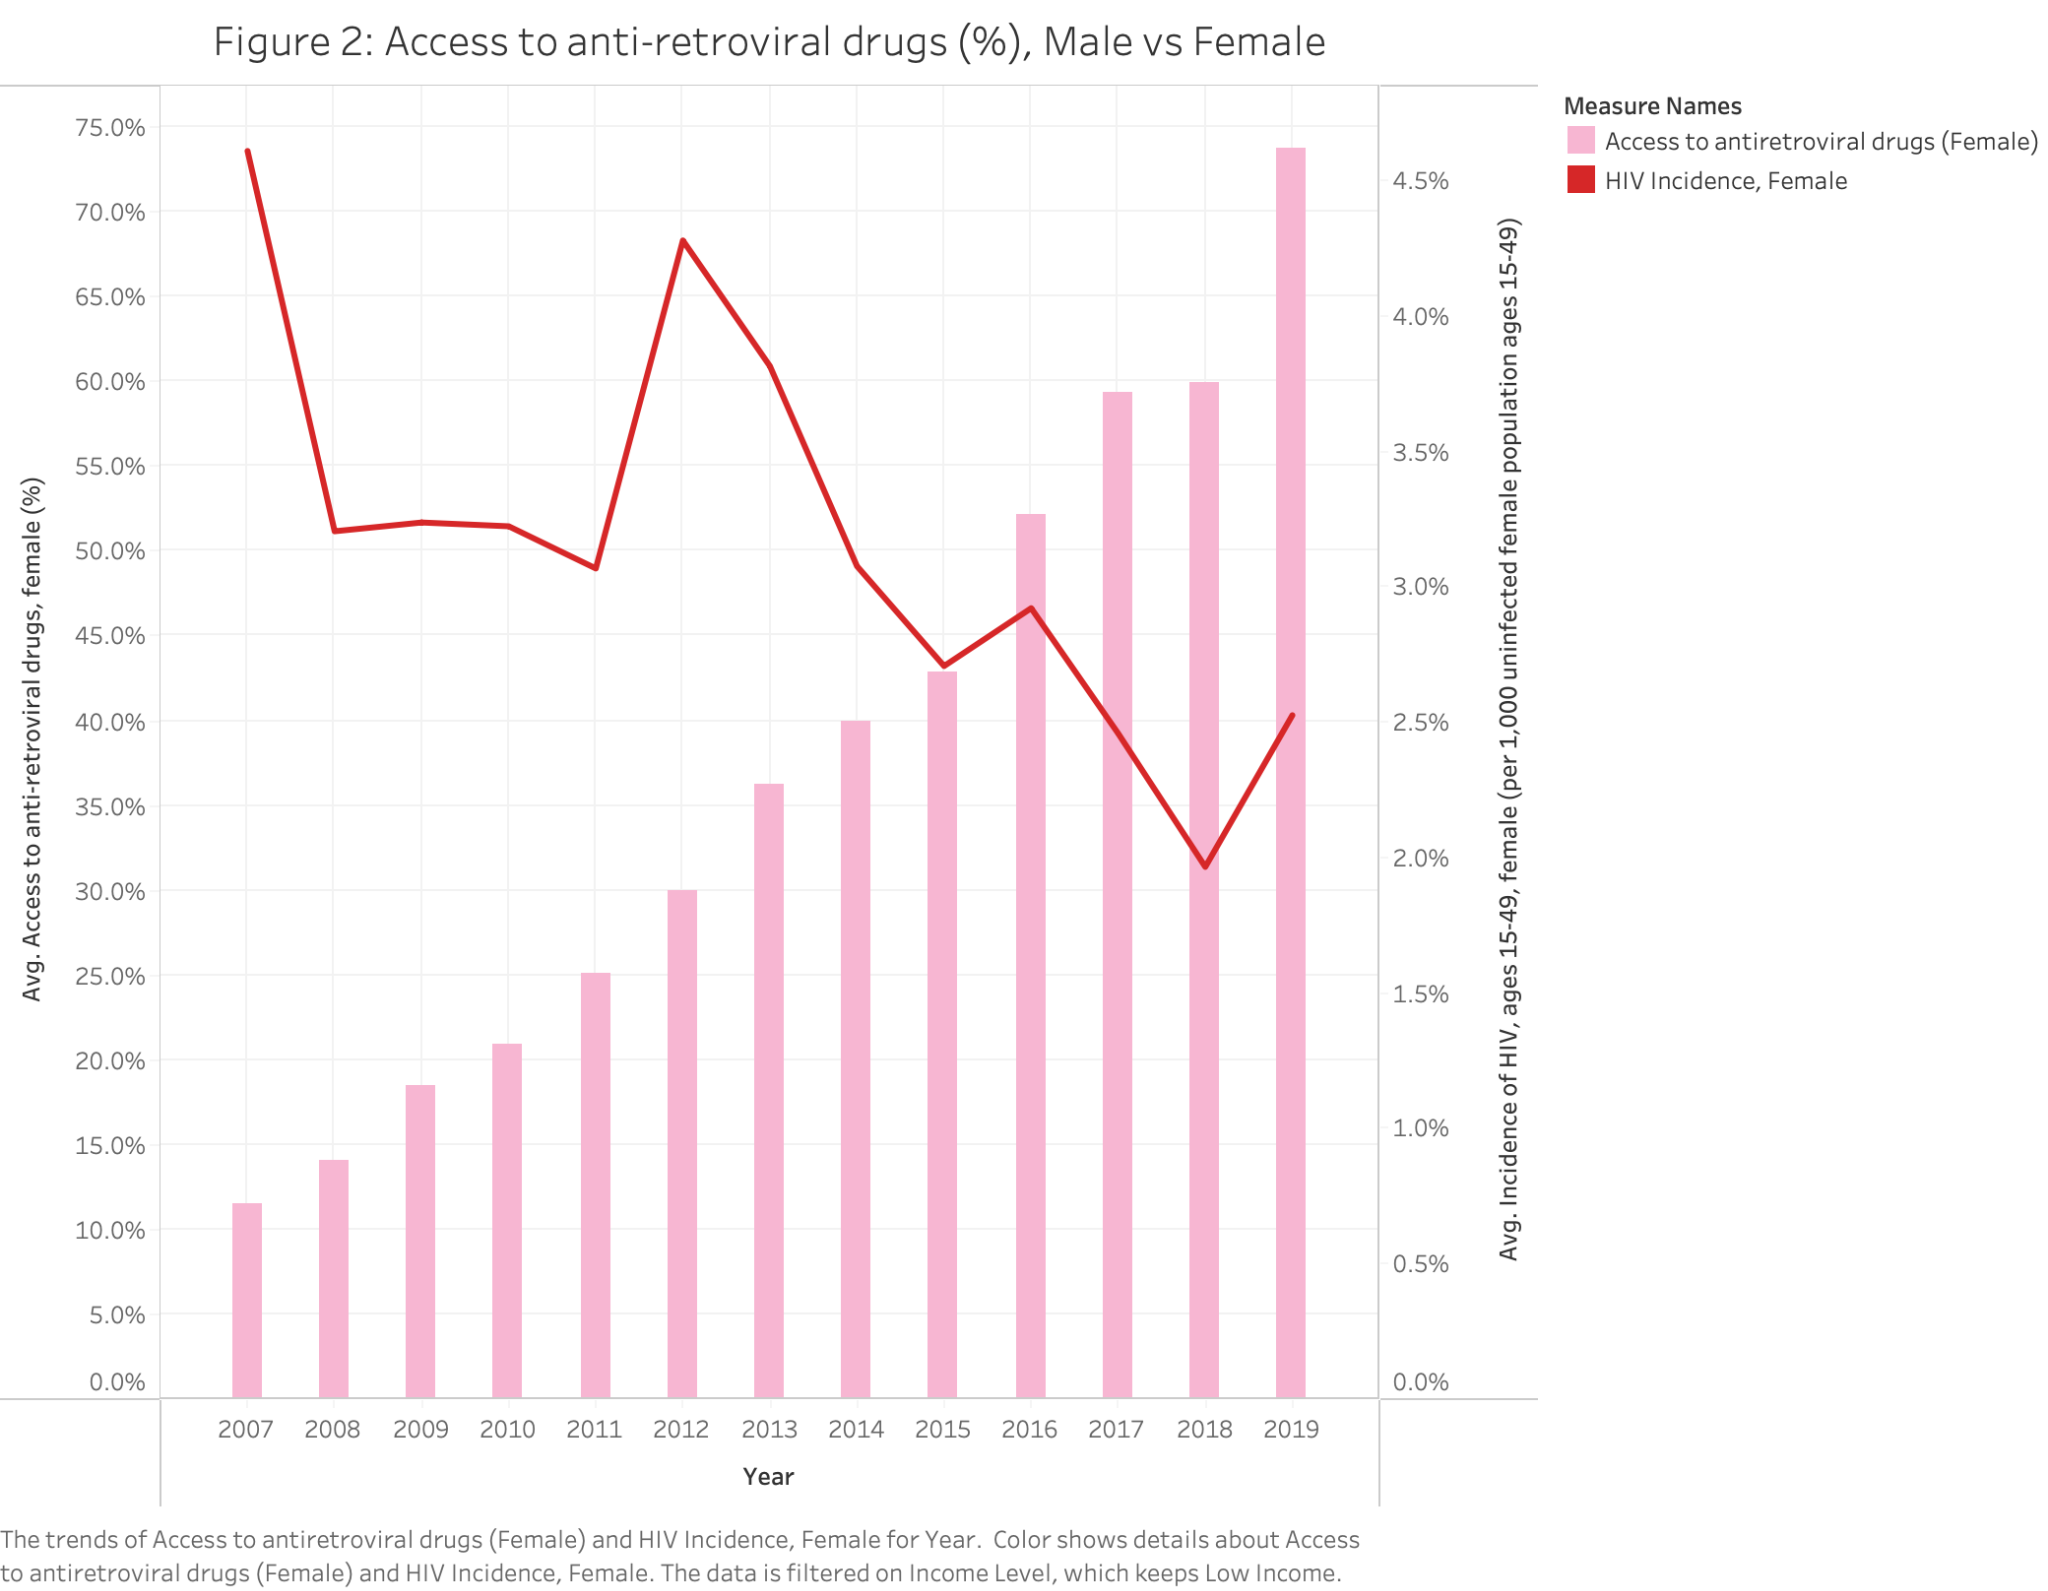 Figure 2: Access to anti-retroviral drugs (%), Male vs Female
Measure Names
Access to antiretroviral drugs (Female)
HIV Incidence, Female
Avg. Access to anti-retroviral drugs, female (%)
75.0%
70.0%
65.0%
60.0%
55.0%
50.0%
45.0%
40.0%
35.0%
30.0%
25.0%
20.0%
15.0%
10.0%
5.0%
0.0%
4.5%
4.0%
3.5%
3.0%
2.5%
2.0%
1.5%
1.0%
0.5%
0.0%
Avg. Incidence of HIV, ages 15-49, female (per 1,000 uninfected female population ages 15-49)
2007 2008 2009 2010 2011 2012 2013 2014 2015 2016 2017 2018 2019
Year
The trends of Access to antiretroviral drugs (Female) and HIV Incidence, Female for Year.  Color shows details about Access
to antiretroviral drugs (Female) and HIV Incidence, Female. The data is filtered on Income Level, which keeps Low Income.